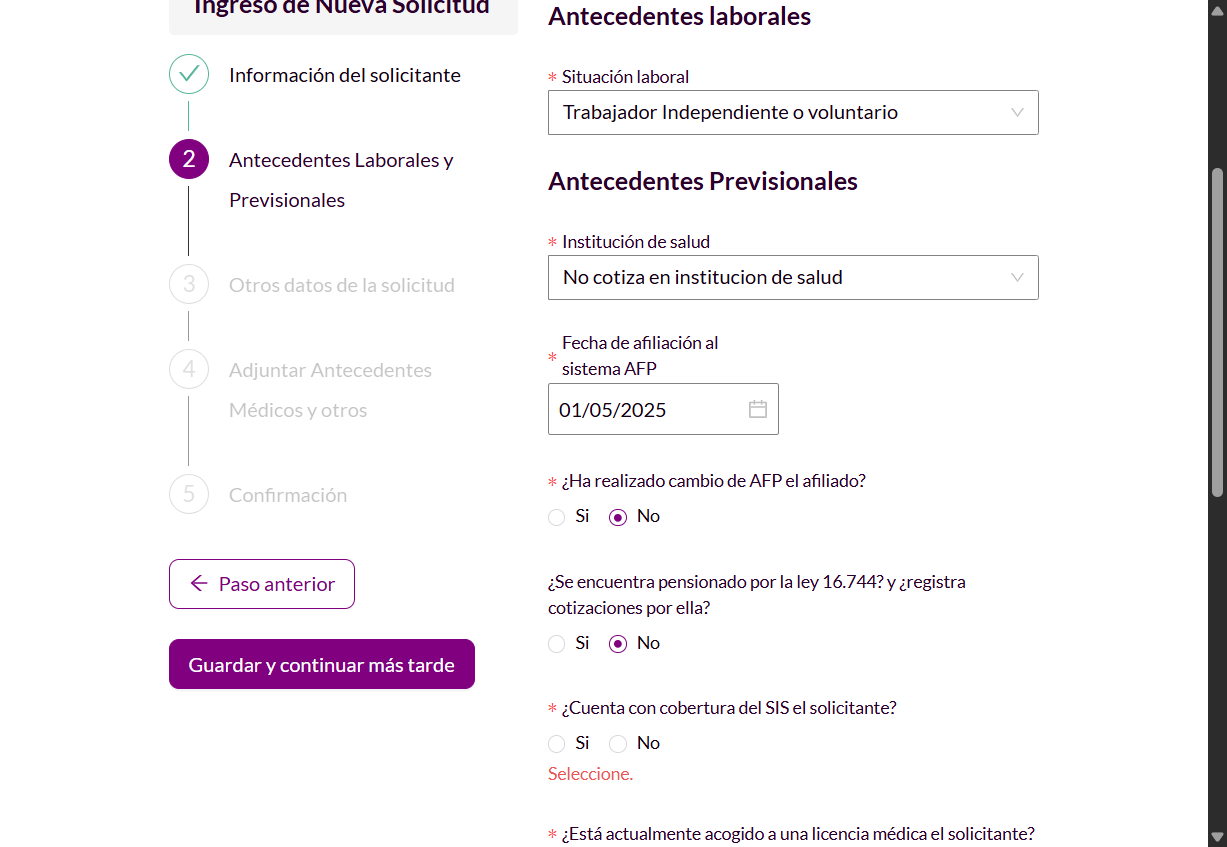 Ingreso de Nueva Solicitud
Información del solicitante
2
Antecedentes Laborales y
Previsionales
3
Otros datos de la solicitud
4
Adjuntar Antecedentes
Médicos y otros
5
Confirmación
Paso anterior
Guardar y continuar más tarde
Antecedentes laborales
* Situación laboral
Trabajador Independiente o voluntario
Antecedentes Previsionales
* Institución de salud
No cotiza en institucion de salud
* Fecha de afiliación al
sistema AFP
01/05/2025
* ¿Ha realizado cambio de AFP el afiliado?
Si No
¿Se encuentra pensionado por la ley 16.744? y ¿registra
cotizaciones por ella?
Si No
* ¿Cuenta con cobertura del SIS el solicitante?
Si No
Seleccione.
* ¿Está actualmente acogido a una licencia médica el solicitante?